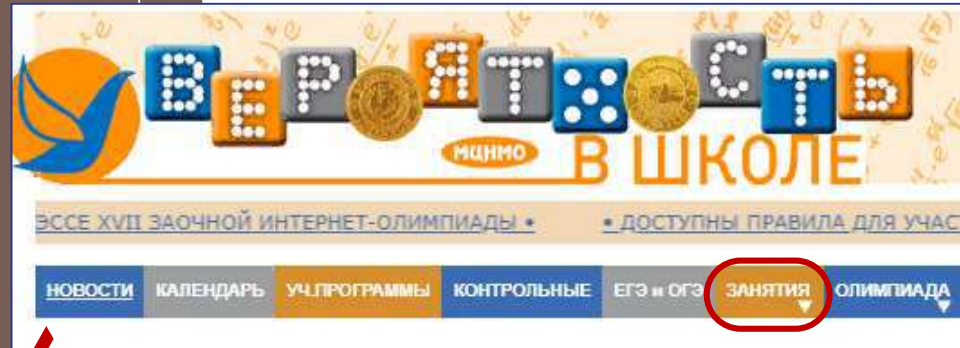 ВЕРОЯТНОСТЬ
МЦНМО
В ШКОЛЕ
ЭССЕ XVII ЗАОЧНОЙ ИНТЕРНЕТ-ОЛИМПИАДЫ • • ДОСТУПНЫ ПРАВИЛА ДЛЯ УЧАС
НОВОСТИ КАЛЕНДАРЬ УЧ.ПРОГРАММЫ КОНТРОЛЬНЫЕ ЕГЭ и ОГЭ ЗАНЯТИЯ ОЛИМПИАДА